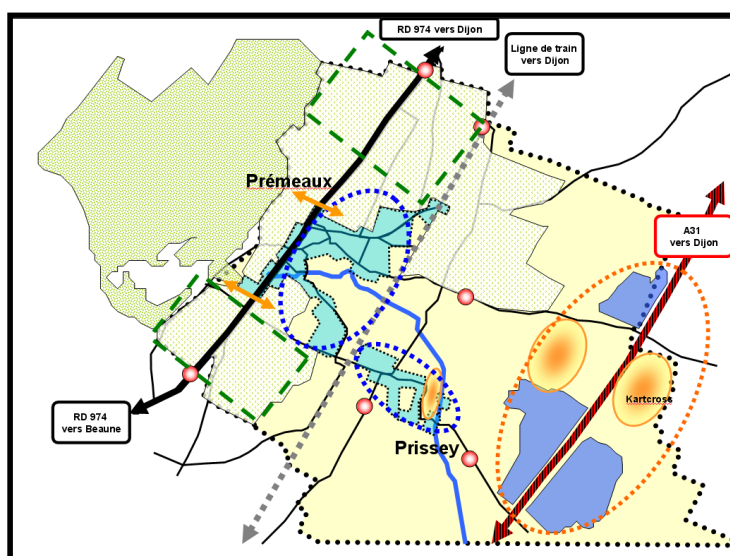 RD 974 vers Dijon
Ligne de train
vers Dijon
Prémeaux
A31
vers Dijon
Kartcross
RD 974
vers Beaune
Prissey